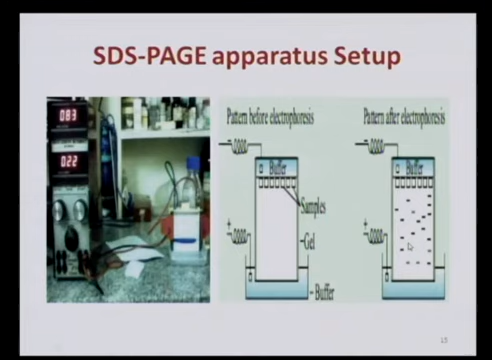 SDS-PAGE apparatus Setup
083
022
Pattern before electrophoresis
Pattern after electrophoresis
Buffer
Buffer
Samples
Gel
Buffer
15